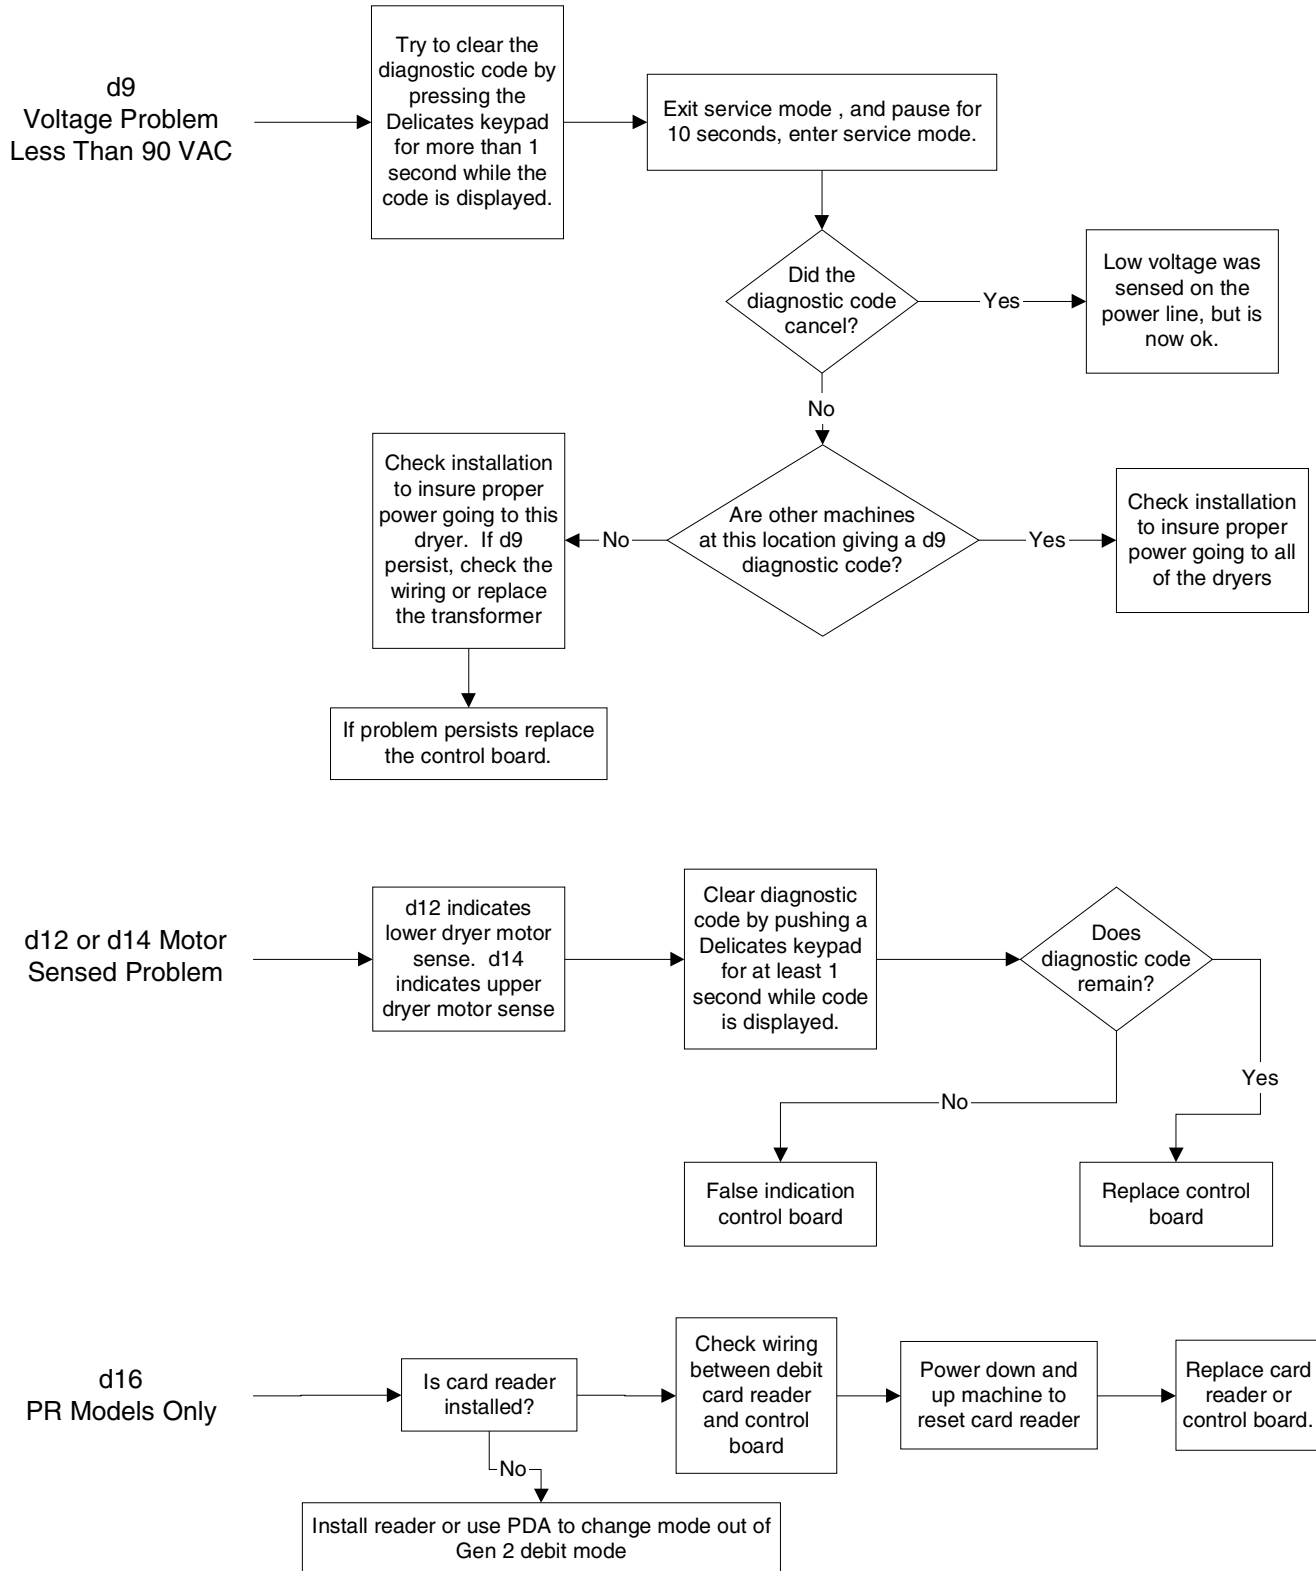 d9
Voltage Problem
Less Than 90 VAC
Try to clear the
diagnostic code by
pressing the
Delicates keypad
for more than 1
second while the
code is displayed.
Exit service mode , and pause for
10 seconds, enter service mode.
Did the
diagnostic code
cancel?
Yes
Low voltage was
sensed on the
power line, but is
now ok.
No
Are other machines
at this location giving a d9
diagnostic code?
Yes
Check installation
to insure proper
power going to all
of the dryers
No
Check installation
to insure proper
power going to this
dryer. If d9
persist, check the
wiring or replace
the transformer
If problem persists replace
the control board.
d12 or d14 Motor
Sensed Problem
d12 indicates
lower dryer motor
sense. d14
indicates upper
dryer motor sense
Clear diagnostic
code by pushing a
Delicates keypad
for at least 1
second while code
is displayed.
Does
diagnostic code
remain?
No
Yes
False indication
control board
Replace control
board
d16
PR Models Only
Is card reader
installed?
Check wiring
between debit
card reader
and control
board
Power down and
up machine to
reset card reader
Replace card
reader or
control board.
No
Install reader or use PDA to change mode out of
Gen 2 debit mode